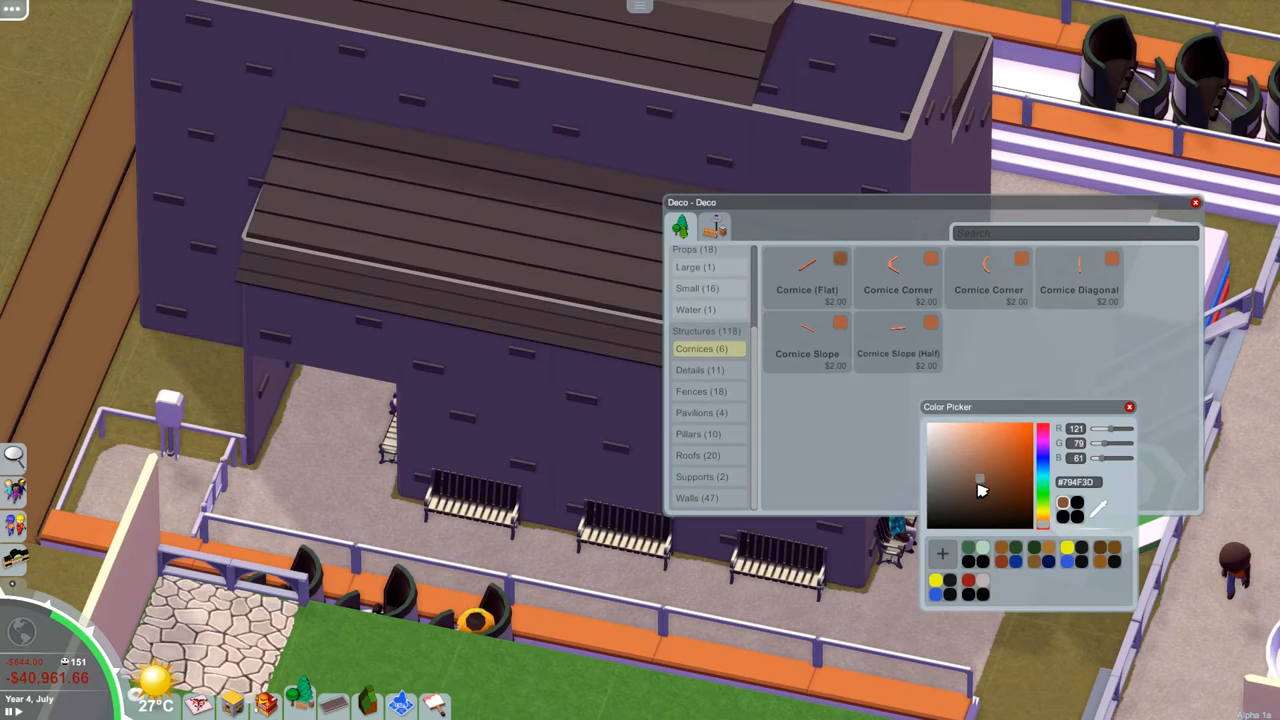 Deco - Deco
Search
Props (18)
Large (1)
Small (16)
Water (1)
Structures (118)
Cornices (6)
Details (11)
Fences (18)
Pavilions (4)
Pillars (10)
Roofs (20)
Supports (2)
Walls (47)
Cornice (Flat)
$2.00
Cornice Corner
$2.00
Cornice Corner
$2.00
Cornice Diagonal
$2.00
Cornice Slope
$2.00
Cornice Slope (Half)
$2.00
Color Picker
R 121
G 79
B 61
#794F3D
-$844.00
151
-$40,961.66
Year 4, July
27°C
Alpha 1a